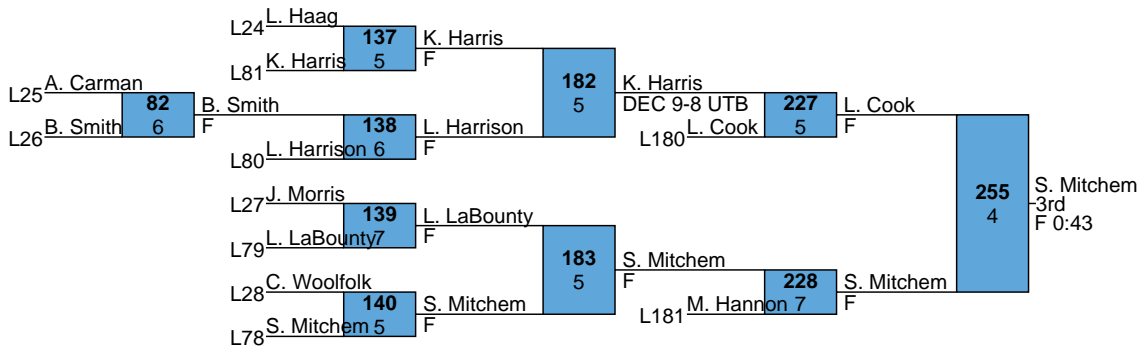 L24 L. Haag
137
5
K. Harris
F
L81 K. Harris
182
5
K. Harris
DEC 9-8 UTB
L25 A. Carman
82
6
B. Smith
F
L26 B. Smith
138
6
L. Harrison
F
L80 L. Harrison
227
5
L. Cook
F
L180 L. Cook
L27 J. Morris
139
7
L. LaBounty
F
L79 L. LaBounty
183
5
S. Mitchem
F
L28 C. Woolfolk
140
5
S. Mitchem
F
L78 S. Mitchem
228
7
S. Mitchem
F
L181 M. Hannon
255
4
S. Mitchem
3rd
F 0:43